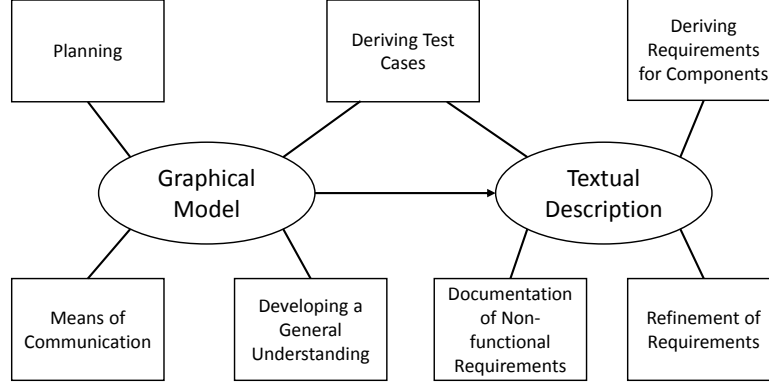 Planning
Deriving Test
Cases
Deriving
Requirements
for Components
Graphical
Model
Textual
Description
Means of
Communication
Developing a
General
Understanding
Documentation
of Non-
functional
Requirements
Refinement of
Requirements